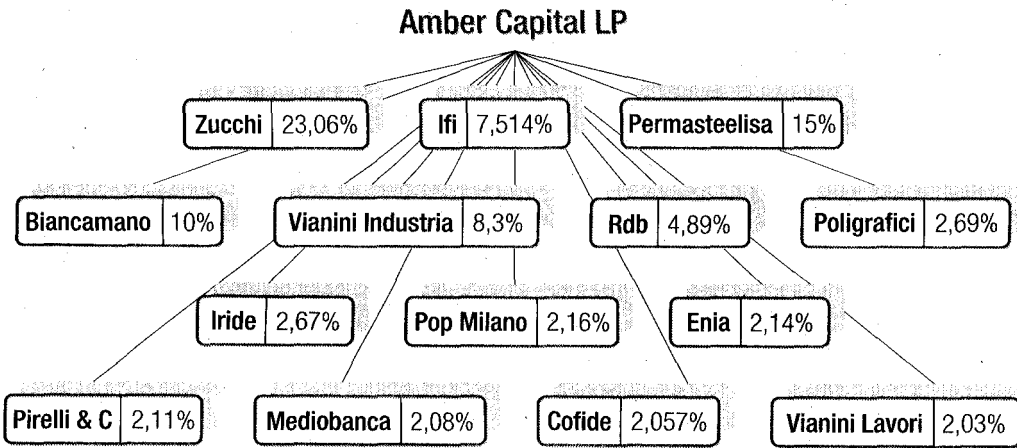 Amber Capital LP
Zucchi 23,06% Ifi 7,514% Permasteelisa 15%
Biancamano 10% Vianini Industria 8,3% Rdb 4,89% Poligrafici 2,69%
Iride 2,67% Pop Milano 2,16% Enia 2,14%
Pirelli & C 2,11% Mediobanca 2,08% Cofide 2,057% Vianini Lavori 2,03%